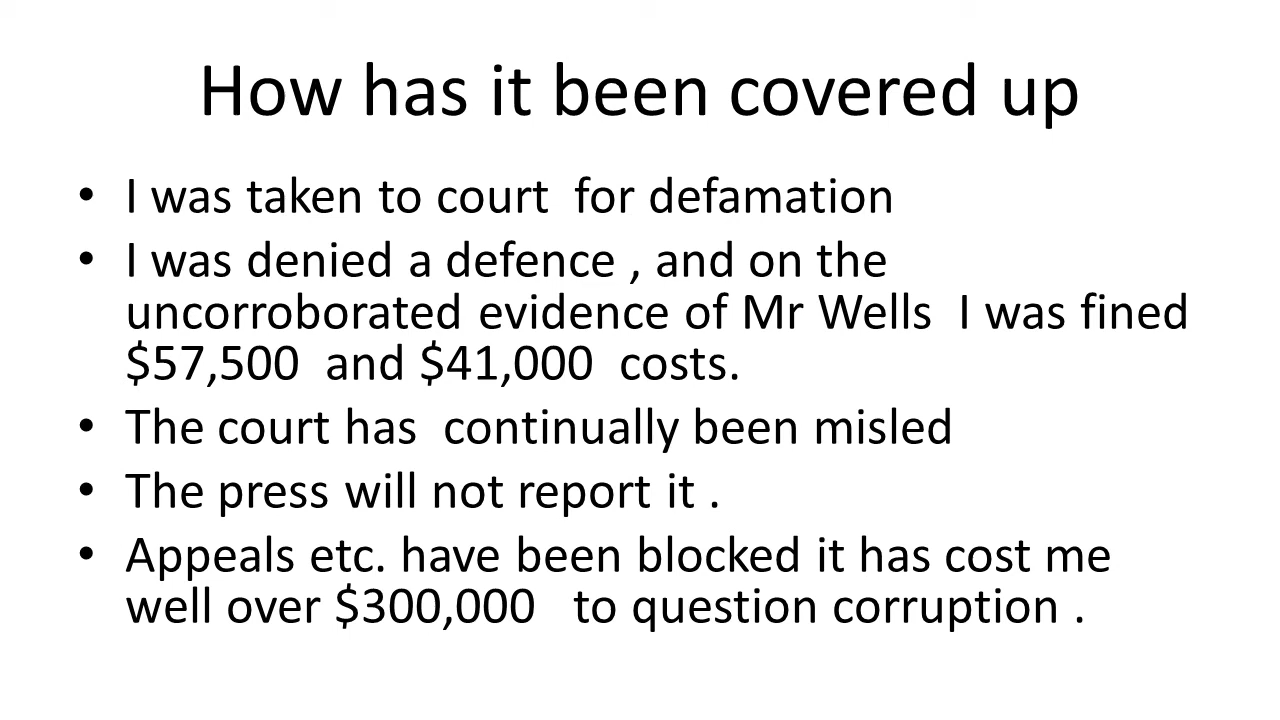 How has it been covered up
• I was taken to court  for defamation
• I was denied a defence , and on the
uncorroborated evidence of Mr Wells  I was fined
$57,500  and $41,000  costs.
• The court has  continually been misled
• The press will not report it .
• Appeals etc. have been blocked it has cost me
well over $300,000   to question corruption .